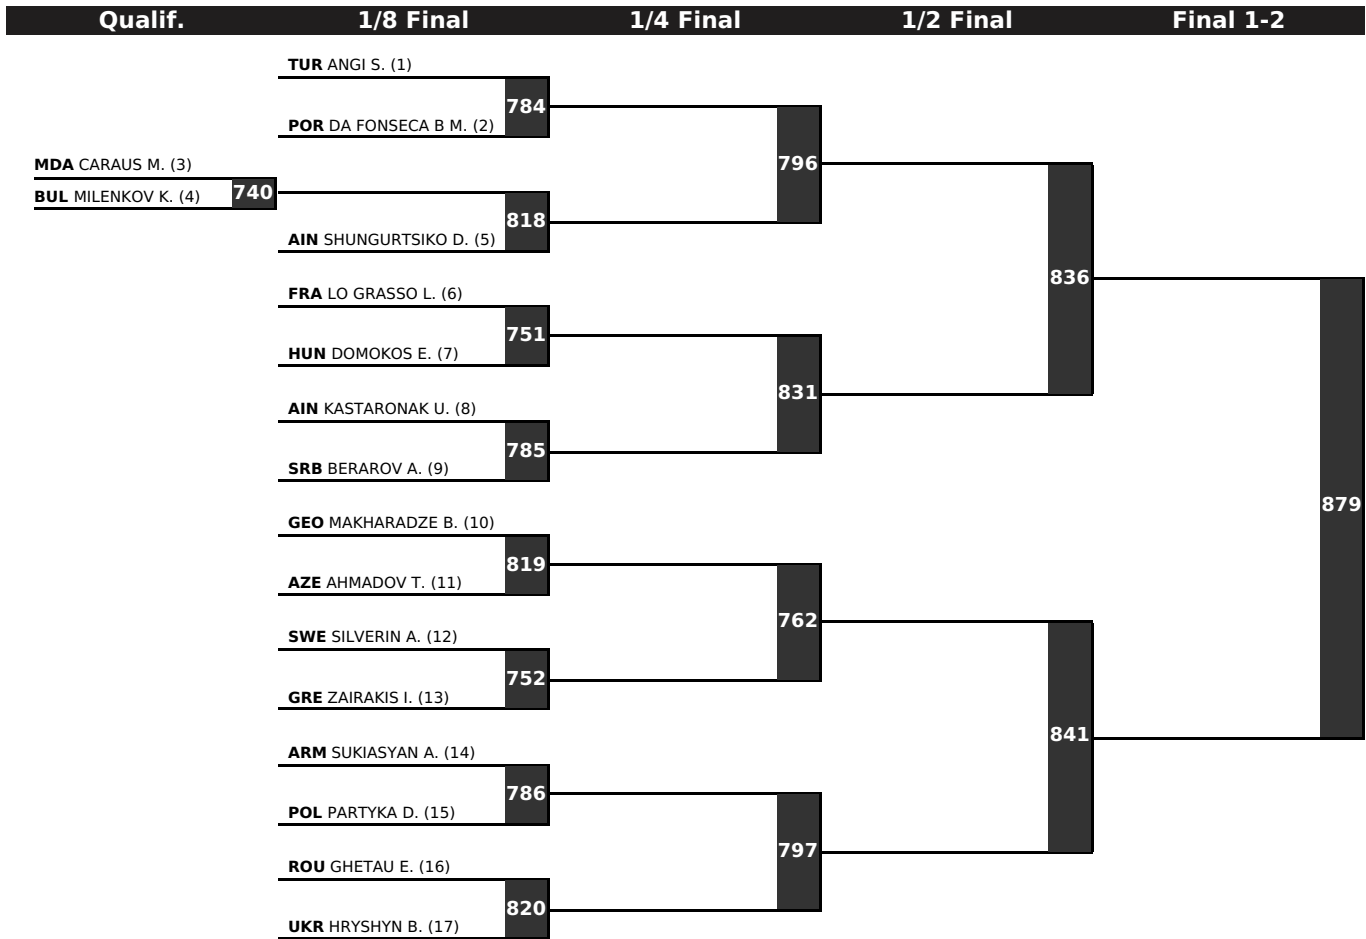 Qualif. 1/8 Final 1/4 Final 1/2 Final Final 1-2
TUR ANGI S. (1)
784
POR DA FONSECA B M. (2)
796
MDA CARAUS M. (3)
740
BUL MILENKOV K. (4)
818
AIN SHUNGURTSIKO D. (5)
836
FRA LO GRASSO L. (6)
751
HUN DOMOKOS E. (7)
831
AIN KASTARONAK U. (8)
785
SRB BERAROV A. (9)
879
GEO MAKHARADZE B. (10)
819
AZE AHMADOV T. (11)
762
SWE SILVERIN A. (12)
752
GRE ZAIRAKIS I. (13)
841
ARM SUKIASYAN A. (14)
786
POL PARTYKA D. (15)
797
ROU GHETAU E. (16)
820
UKR HRYSHYN B. (17)